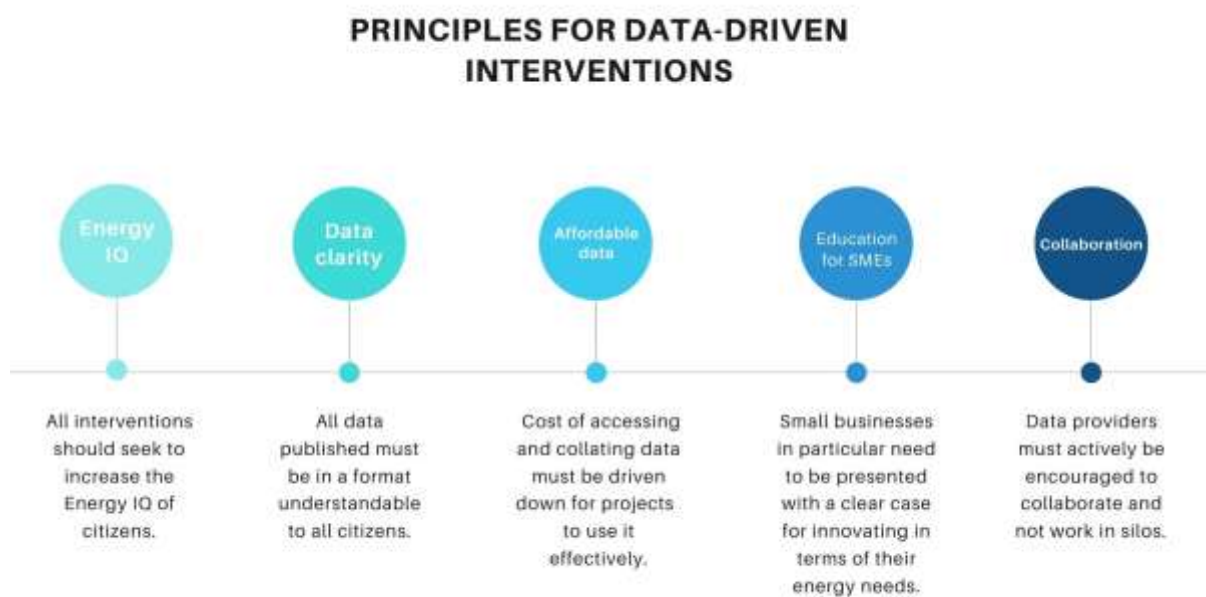 PRINCIPLES FOR DATA-DRIVEN
INTERVENTIONS
Energy
IQ
All interventions
should seek to
increase the
Energy IQ of
citizens.
Data
clarity
All data
published must
be in a format
understandable
to all citizens.
Affordable
data
Cost of accessing
and collating data
must be driven
down for projects
to use it
effectively.
Education
for SMEs
Small businesses
in particular need
to be presented
with a clear case
for innovating in
terms of their
energy needs.
Collaboration
Data providers
must actively be
encouraged to
collaborate and
not work in silos.